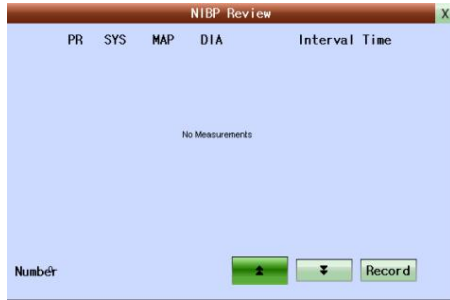 NIBP Review X
PR SYS MAP DIA Interval Time
No Measurements
Number Record